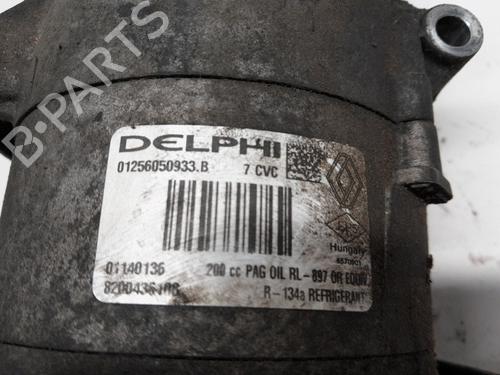 B-PARTS
DELPHI
01256050933.B 7 CVC
Hungary
01140136 200 cc PAG OIL RL-897 OR EQUIV
R-134a REFRIGERANT